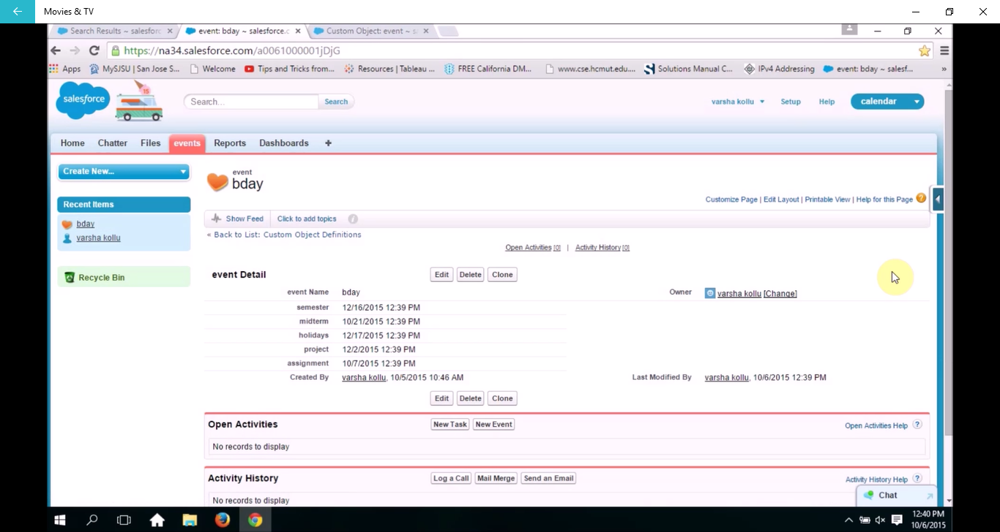 Movies & TV
Search Results ~ salesforc
event: bday ~ salesforce.c
Custom Object: event ~ s
https://na34.salesforce.com/a0061000001jDjG
Apps MySJSU | San Jose S... Welcome Tips and Tricks from... Resources | Tableau ... FREE California DM... www.cse.hcmut.edu.... Solutions Manual C... IPv4 Addressing event: bday ~ salesf... »
salesforce 15 Search... Search varsha kollu Setup Help calendar
Home Chatter Files events Reports Dashboards +
Create New...
event
bday
Customize Page | Edit Layout | Printable View | Help for this Page ?
Recent Items
bday
varsha kollu
Recycle Bin
Show Feed Click to add topics i
« Back to List: Custom Object Definitions
Open Activities [0] | Activity History [0]
event Detail Edit Delete Clone
event Name bday Owner varsha kollu [Change]
semester 12/16/2015 12:39 PM
midterm 10/21/2015 12:39 PM
holidays 12/17/2015 12:39 PM
project 12/2/2015 12:39 PM
assignment 10/7/2015 12:39 PM
Created By varsha kollu, 10/5/2015 10:46 AM Last Modified By varsha kollu, 10/6/2015 12:39 PM
Edit Delete Clone
Open Activities New Task New Event Open Activities Help ?
No records to display
Activity History Log a Call Mail Merge Send an Email Activity History Help ?
No records to display
Chat
12:40 PM
10/6/2015